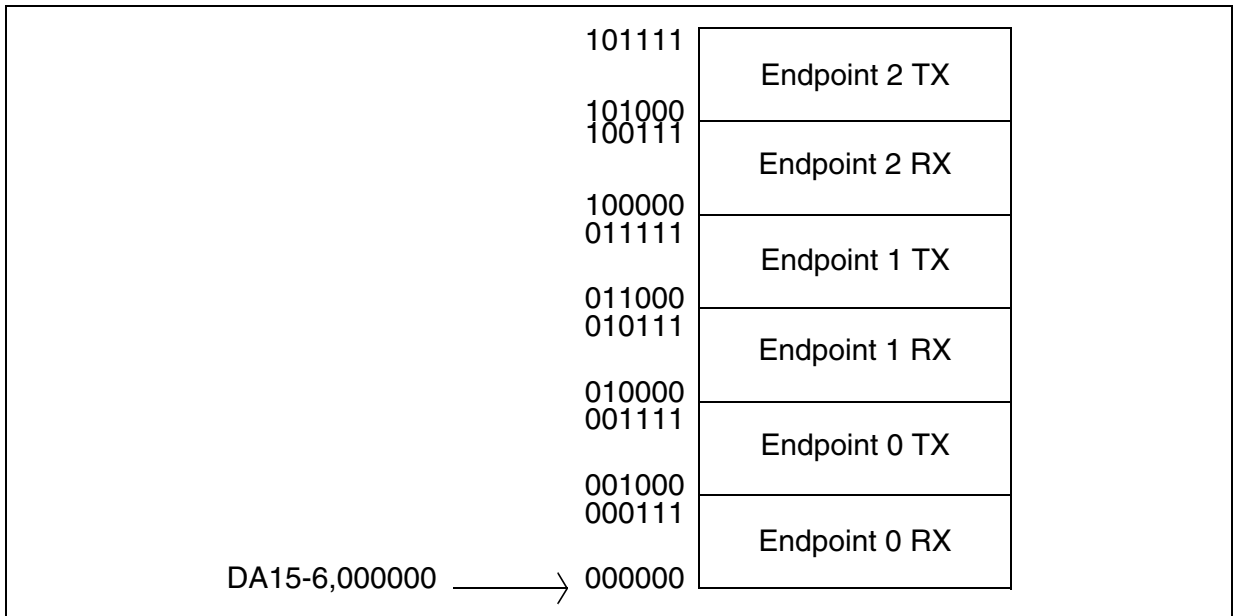 101111
Endpoint 2 TX
101000
100111
Endpoint 2 RX
100000
011111
Endpoint 1 TX
011000
010111
Endpoint 1 RX
010000
001111
Endpoint 0 TX
001000
000111
Endpoint 0 RX
DA15-6,000000 000000